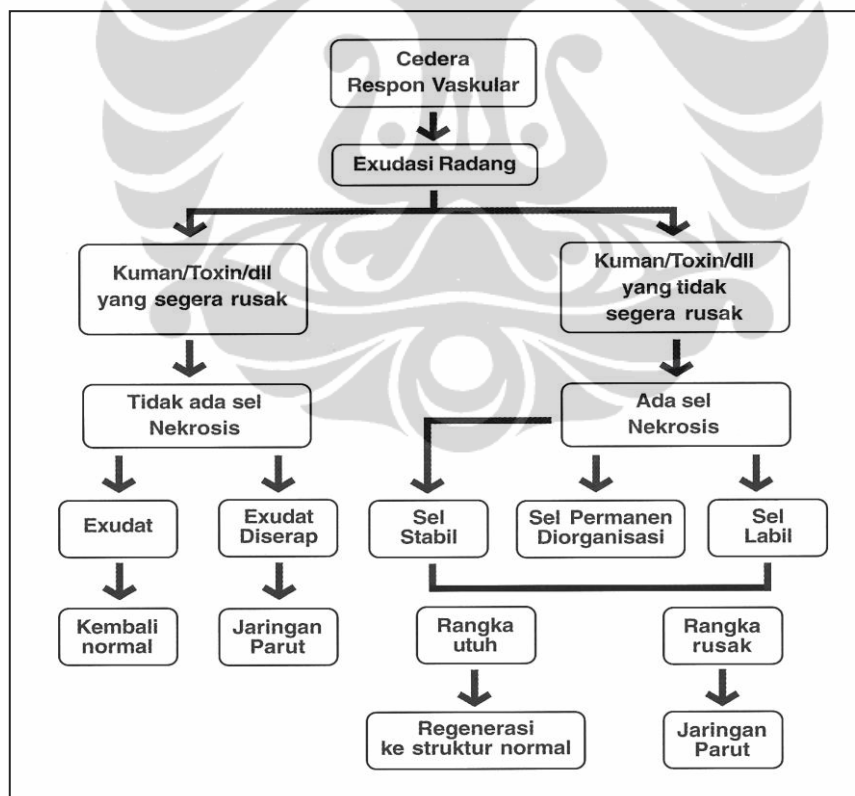 Cedera
Respon Vaskular
Exudasi Radang
Kuman/Toxin/dll
yang segera rusak
Kuman/Toxin/dll
yang tidak
segera rusak
Tidak ada sel
Nekrosis
Ada sel
Nekrosis
Exudat
Exudat
Diserap
Sel
Stabil
Sel Permanen
Diorganisasi
Sel
Labil
Kembali
normal
Jaringan
Parut
Rangka
utuh
Rangka
rusak
Regenerasi
ke struktur normal
Jaringan
Parut